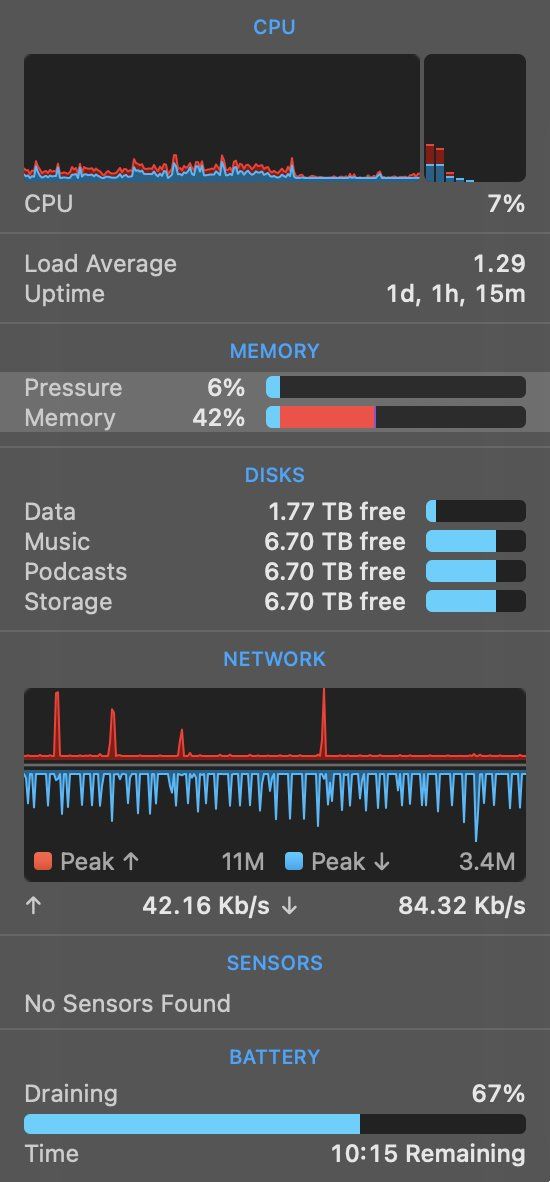 CPU
CPU 7%
Load Average 1.29
Uptime 1d, 1h, 15m
MEMORY
Pressure 6%
Memory 42%
DISKS
Data 1.77 TB free
Music 6.70 TB free
Podcasts 6.70 TB free
Storage 6.70 TB free
NETWORK
Peak ↑ 11M Peak ↓ 3.4M
↑ 42.16 Kb/s ↓ 84.32 Kb/s
SENSORS
No Sensors Found
BATTERY
Draining 67%
Time 10:15 Remaining